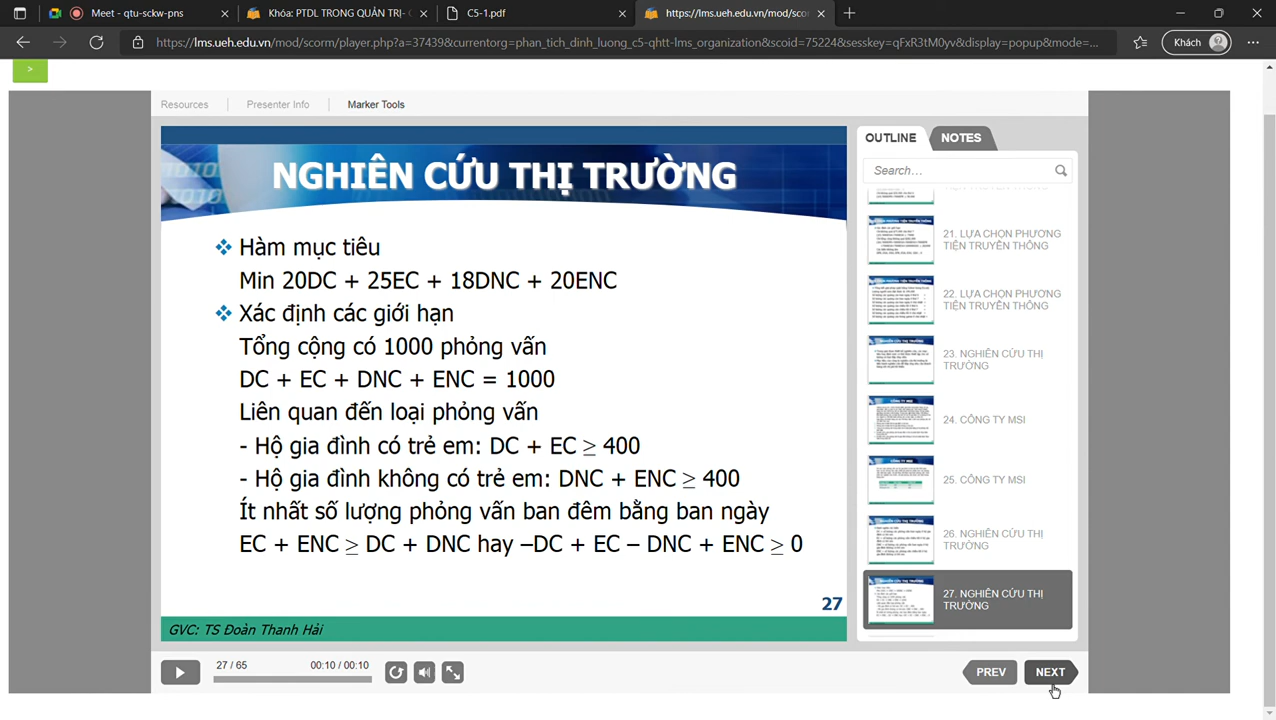 Meet - qtu-sckw-pns
Khóa: PTDL TRONG QUẢN TRỊ-
C5-1.pdf
https://lms.ueh.edu.vn/mod/scor
https://lms.ueh.edu.vn/mod/scorm/player.php?a=37439&currentorg=phan_tich_dinh_luong_c5-qhtt-lms_organization&scoid=75224&sesskey=qFxR3tM0yv&display=popup&mode=...
Khách
>
Resources
Presenter Info
Marker Tools
NGHIÊN CỨU THỊ TRƯỜNG
Hàm mục tiêu
Min 20DC + 25EC + 18DNC + 20ENC
Xác định các giới hạn
Tổng cộng có 1000 phỏng vấn
DC + EC + DNC + ENC = 1000
Liên quan đến loại phỏng vấn
- Hộ gia đình có trẻ em: DC + EC ≥ 400
- Hộ gia đình không có trẻ em: DNC + ENC ≥ 400
Ít nhất số lượng phỏng vấn ban đêm bằng ban ngày
EC + ENC ≥ DC + DNC hay –DC + EC – DNC + ENC ≥ 0
27
GVC: TS Đoàn Thanh Hải
OUTLINE
NOTES
Search...
21. LỰA CHỌN PHƯƠNG
TIỆN TRUYỀN THÔNG
22. LỰA CHỌN PHƯƠNG
TIỆN TRUYỀN THÔNG
23. NGHIÊN CỨU THỊ
TRƯỜNG
24. CÔNG TY MSI
25. CÔNG TY MSI
26. NGHIÊN CỨU THỊ
TRƯỜNG
27. NGHIÊN CỨU THỊ
TRƯỜNG
27 / 65
00:10 / 00:10
PREV
NEXT